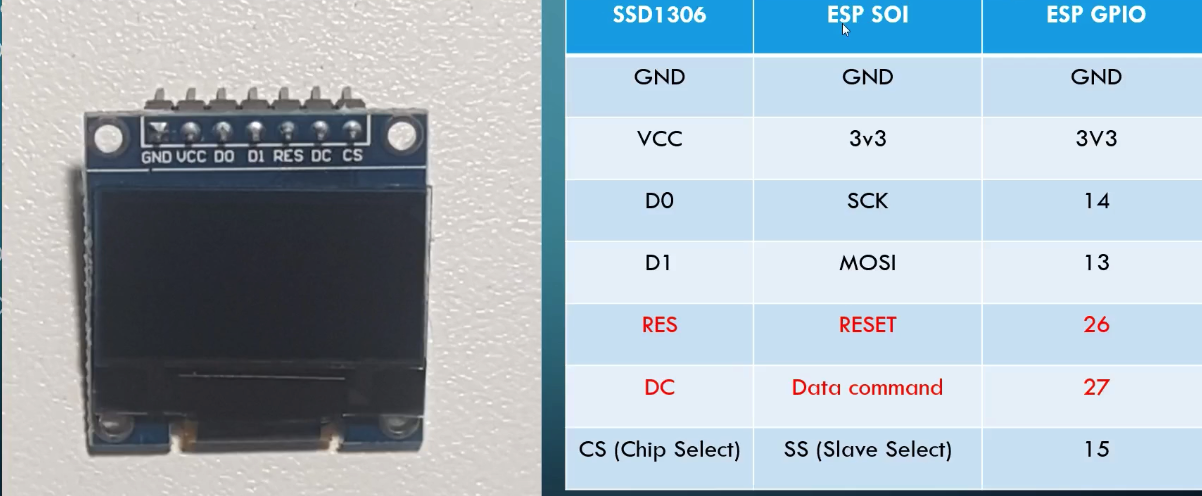 GND VCC D0 D1 RES DC CS
SSD1306 ESP SOI ESP GPIO
GND GND GND
VCC 3v3 3V3
D0 SCK 14
D1 MOSI 13
RES RESET 26
DC Data command 27
CS (Chip Select) SS (Slave Select) 15